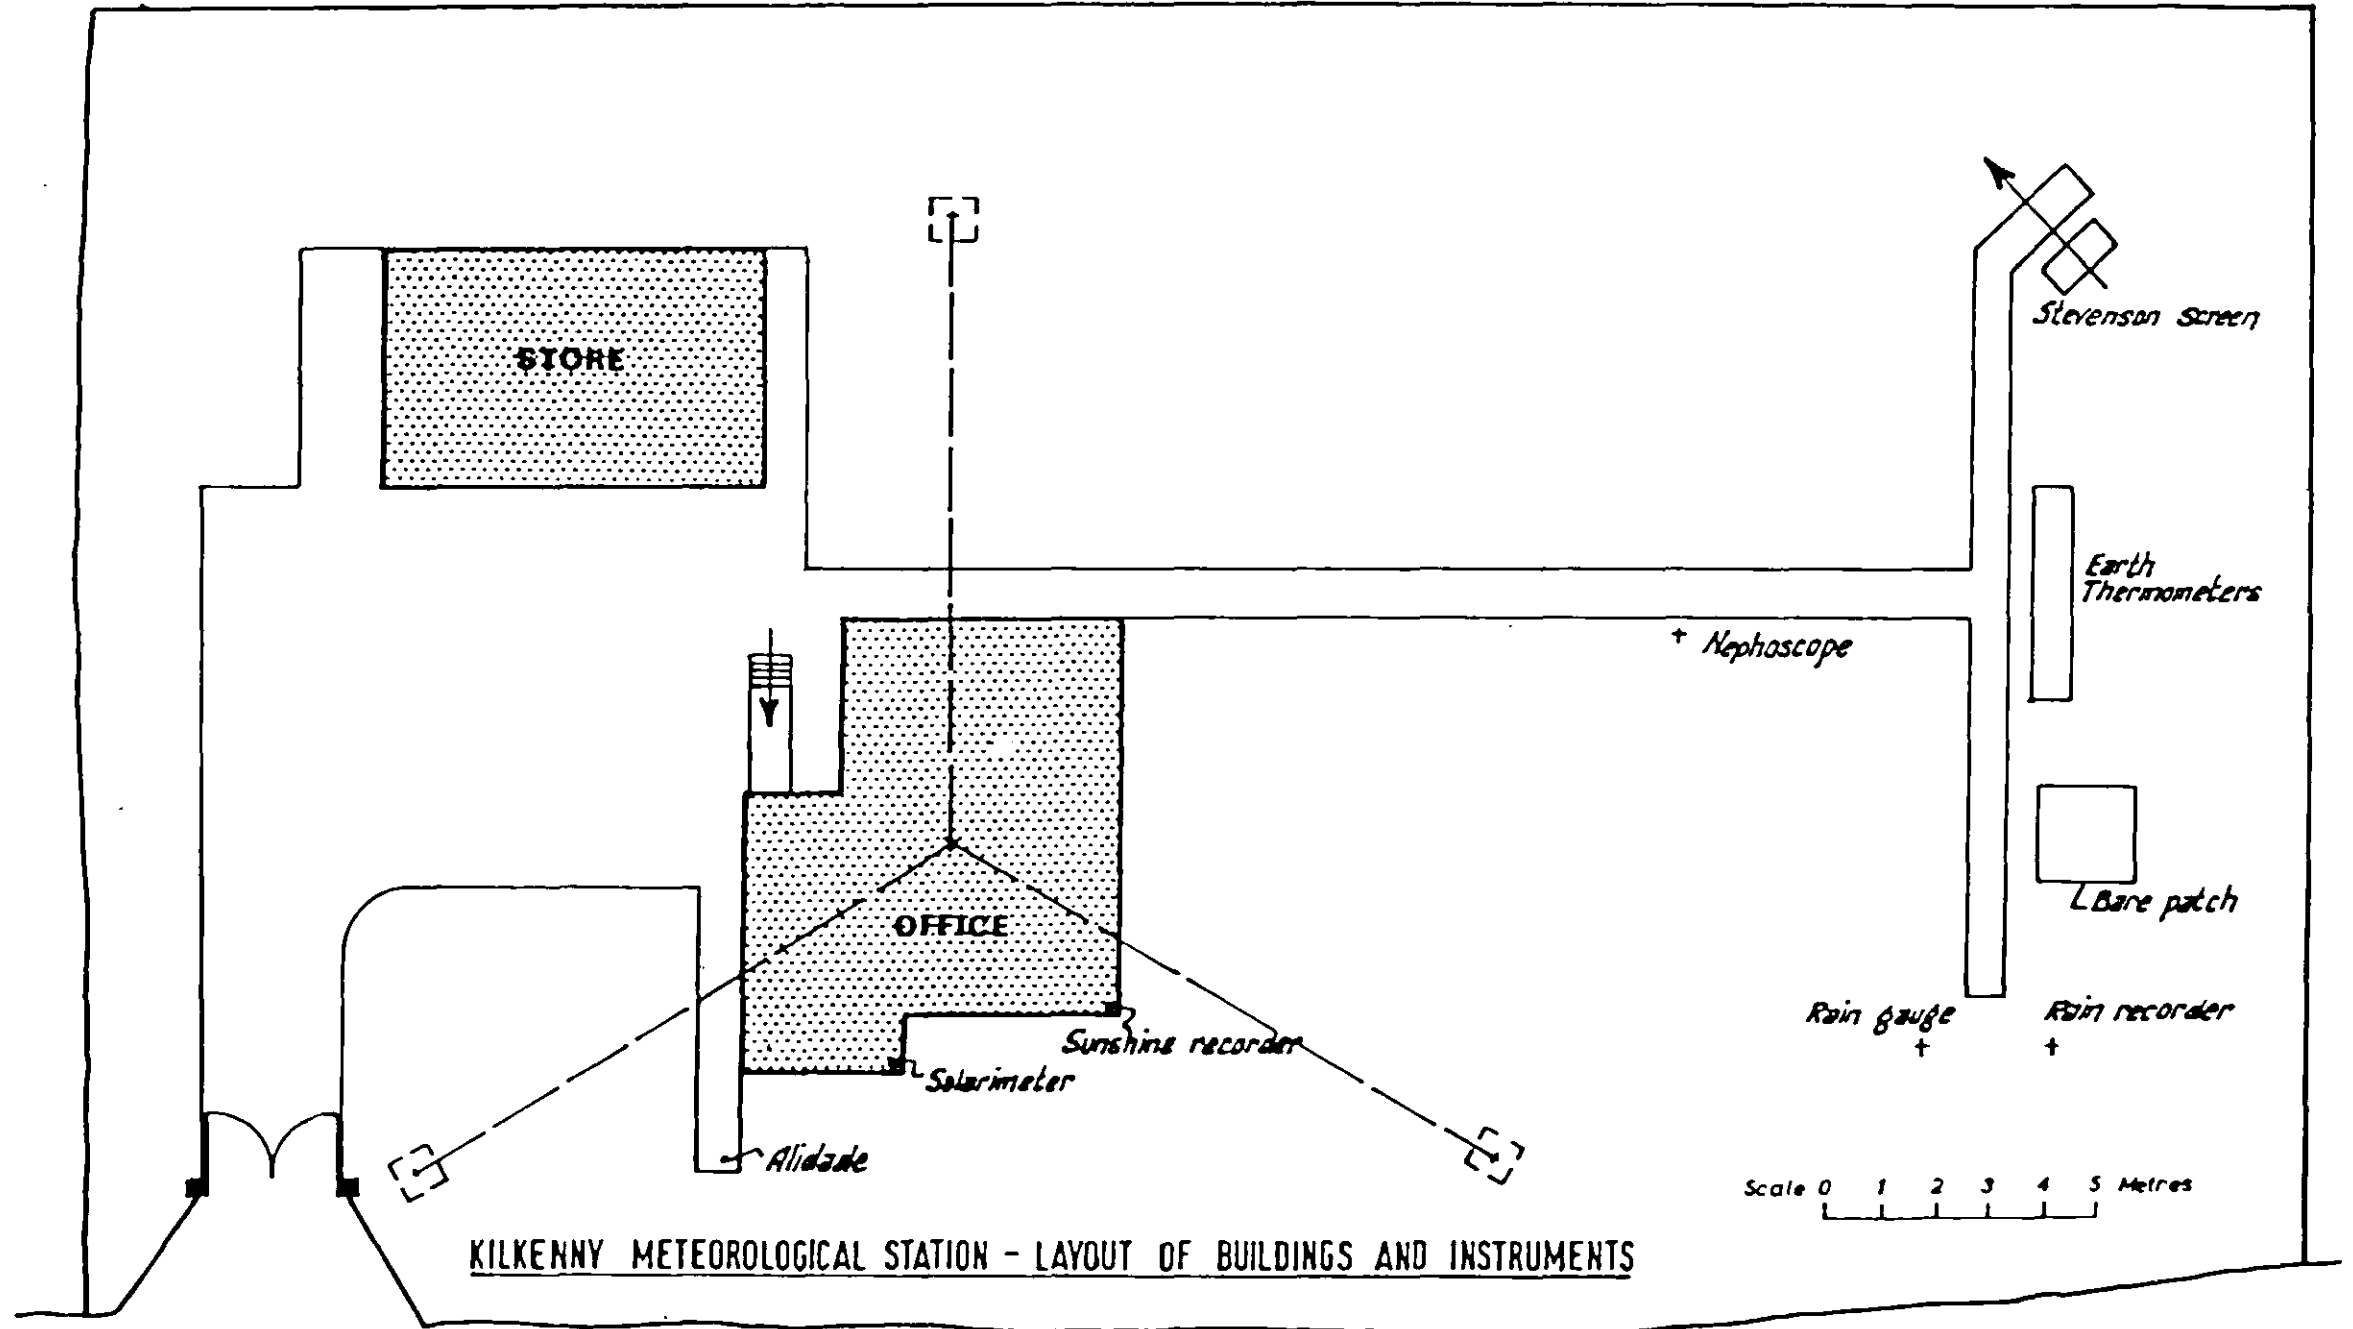 STORE
Stevenson screen
Earth
Thermometers
+ Nephoscope
Bare patch
OFFICE
Rain gauge
+
Rain recorder
+
Sunshine recorder
Solarimeter
Alidade
Scale 0 1 2 3 4 5 Metres
KILKENNY METEOROLOGICAL STATION - LAYOUT OF BUILDINGS AND INSTRUMENTS